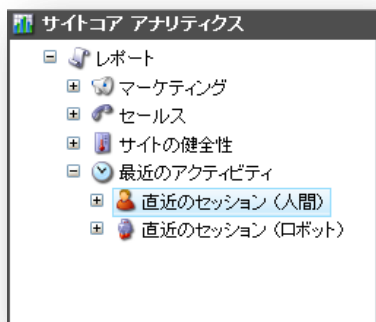 サイトコア アナリティクス
レポート
マーケティング
セールス
サイトの健全性
最近のアクティビティ
直近のセッション（人間）
直近のセッション（ロボット）